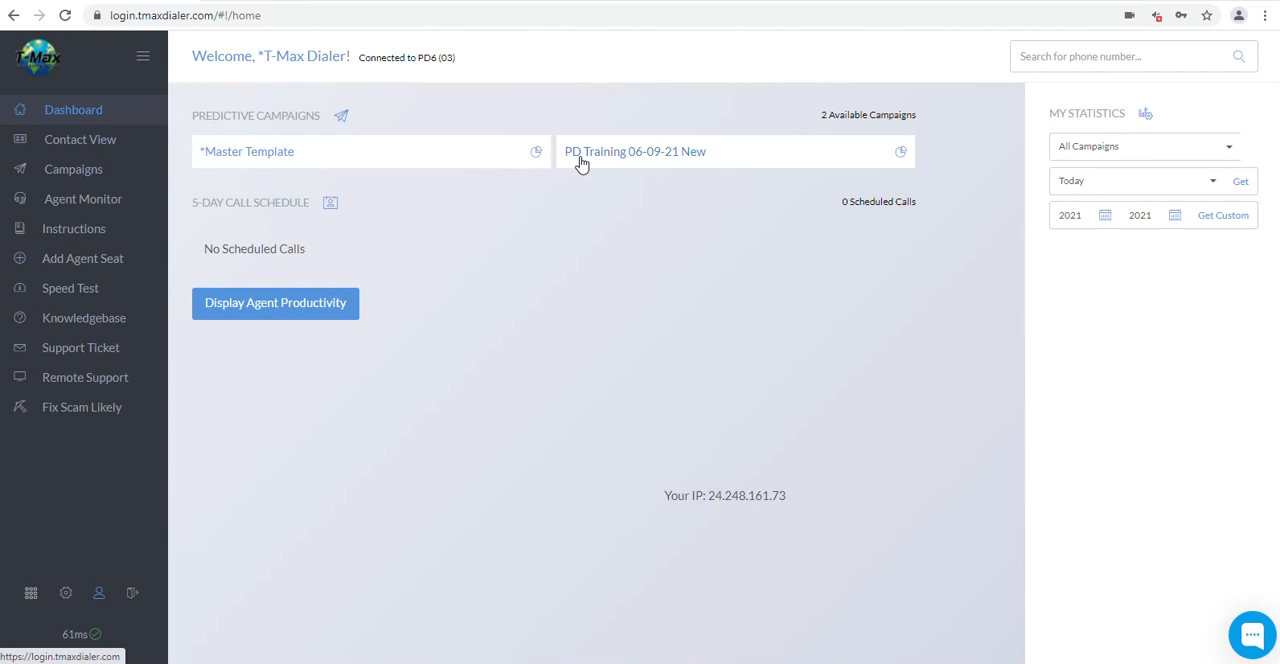 login.tmaxdialer.com/#!/home
T-Max
Dashboard
Contact View
Campaigns
Agent Monitor
Instructions
Add Agent Seat
Speed Test
Knowledgebase
Support Ticket
Remote Support
Fix Scam Likely
61ms
https://login.tmaxdialer.com
Welcome, *T-Max Dialer! Connected to PD6 (03)
Search for phone number...
PREDICTIVE CAMPAIGNS 2 Available Campaigns
*Master Template PD Training 06-09-21 New
5-DAY CALL SCHEDULE 0 Scheduled Calls
No Scheduled Calls
Display Agent Productivity
Your IP: 24.248.161.73
MY STATISTICS
All Campaigns
Today Get
2021 2021 Get Custom